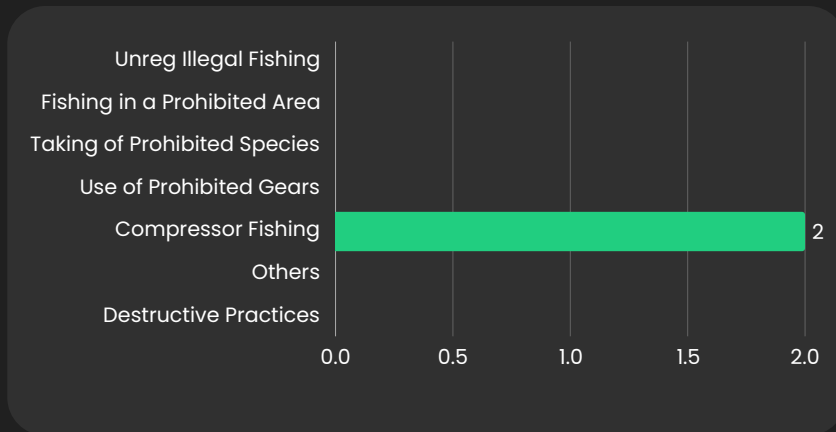 Unreg Illegal Fishing
Fishing in a Prohibited Area
Taking of Prohibited Species
Use of Prohibited Gears
Compressor Fishing 2
Others
Destructive Practices
0.0 0.5 1.0 1.5 2.0